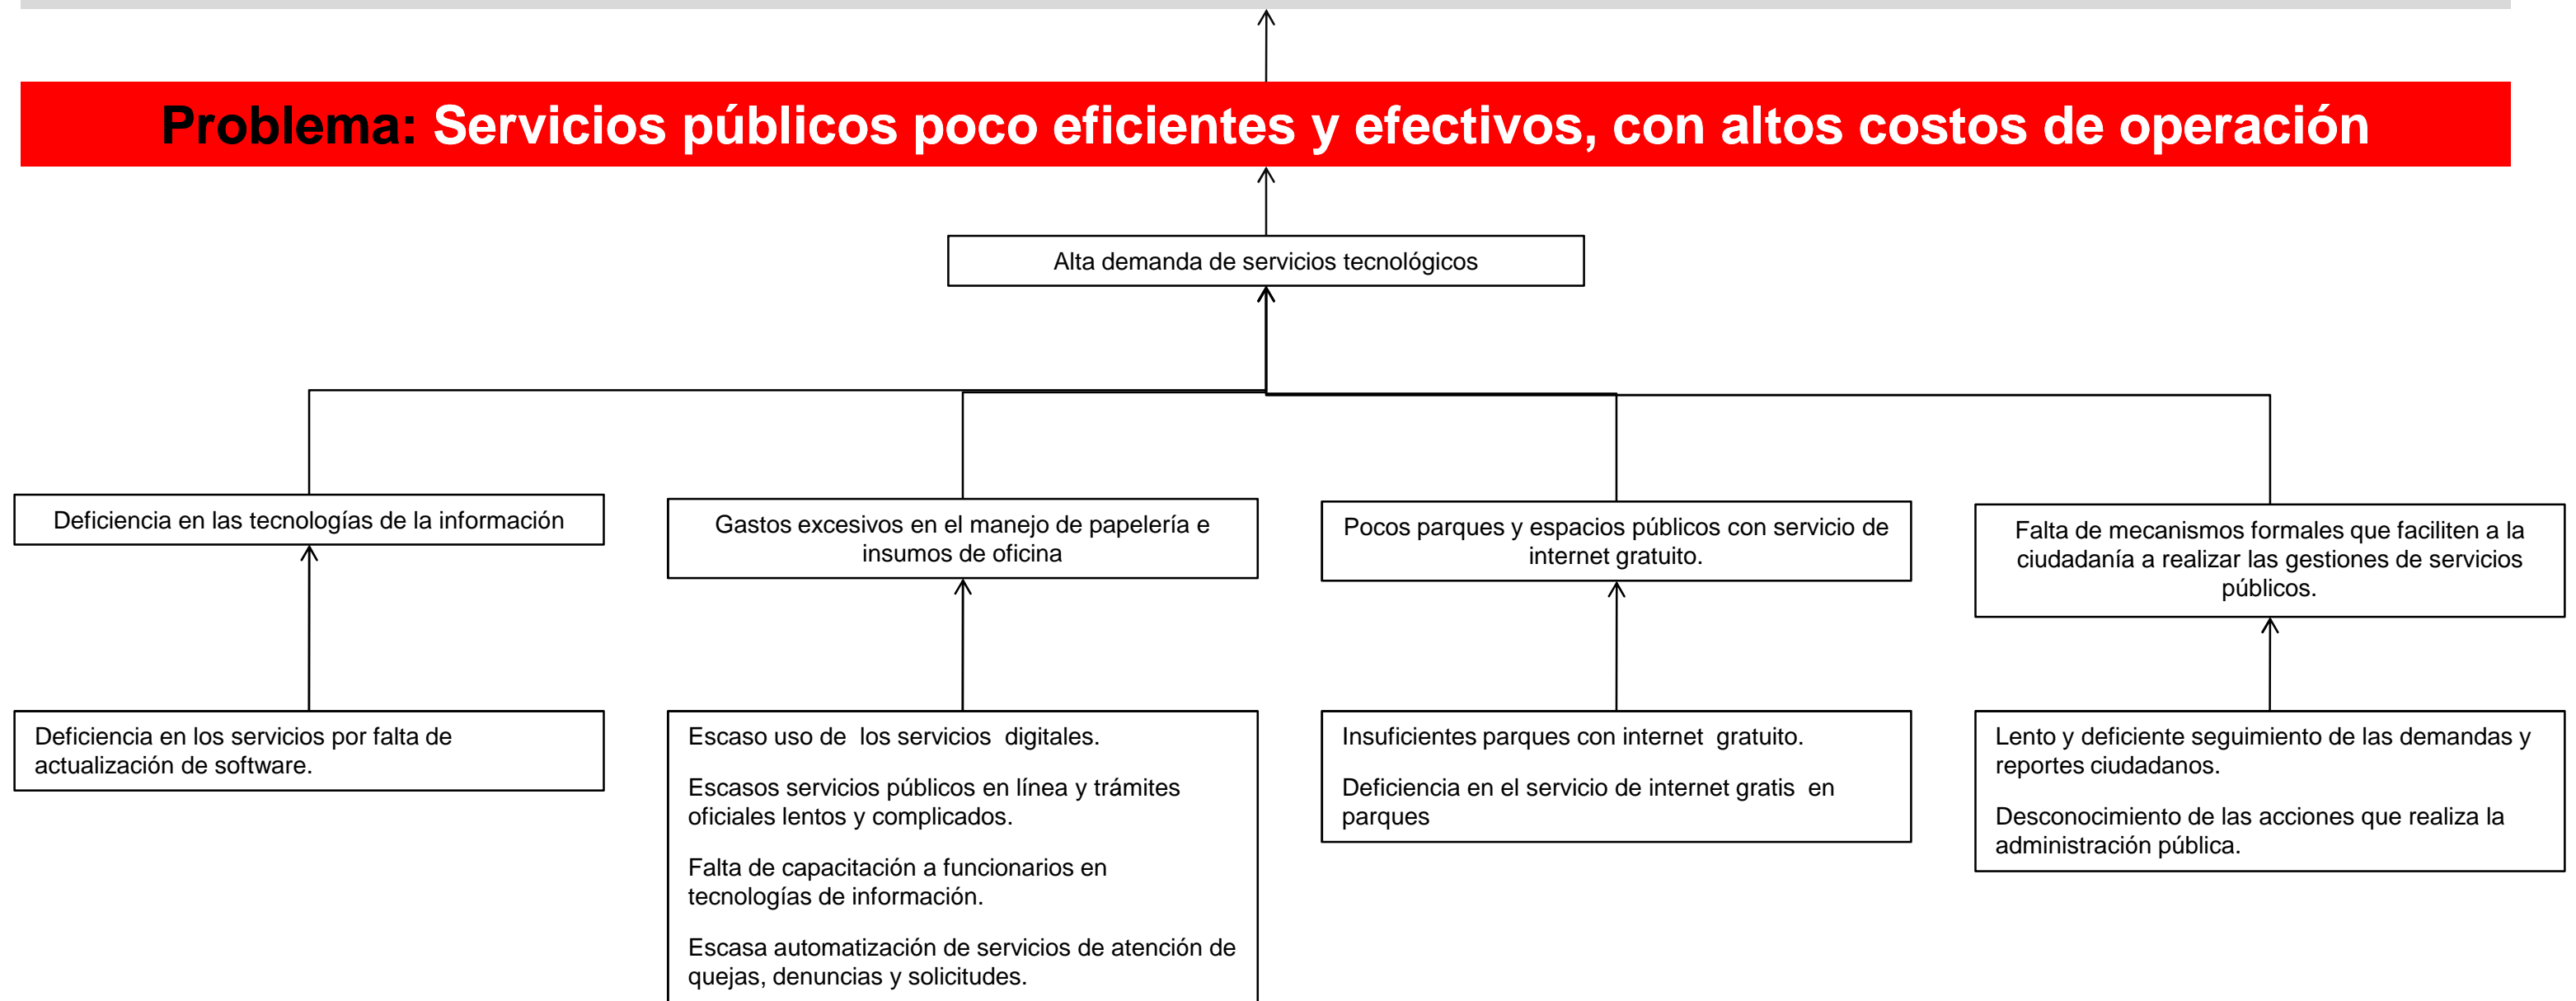 Problema: Servicios públicos poco eficientes y efectivos, con altos costos de operación
Alta demanda de servicios tecnológicos
Deficiencia en las tecnologías de la información
Gastos excesivos en el manejo de papelería e
insumos de oficina
Pocos parques y espacios públicos con servicio de
internet gratuito.
Falta de mecanismos formales que faciliten a la
ciudadanía a realizar las gestiones de servicios
públicos.
Deficiencia en los servicios por falta de
actualización de software.
Escaso uso de los servicios digitales.
Escasos servicios públicos en línea y trámites
oficiales lentos y complicados.
Falta de capacitación a funcionarios en
tecnologías de información.
Escasa automatización de servicios de atención de
quejas, denuncias y solicitudes.
Insuficientes parques con internet gratuito.
Deficiencia en el servicio de internet gratis en
parques
Lento y deficiente seguimiento de las demandas y
reportes ciudadanos.
Desconocimiento de las acciones que realiza la
administración pública.